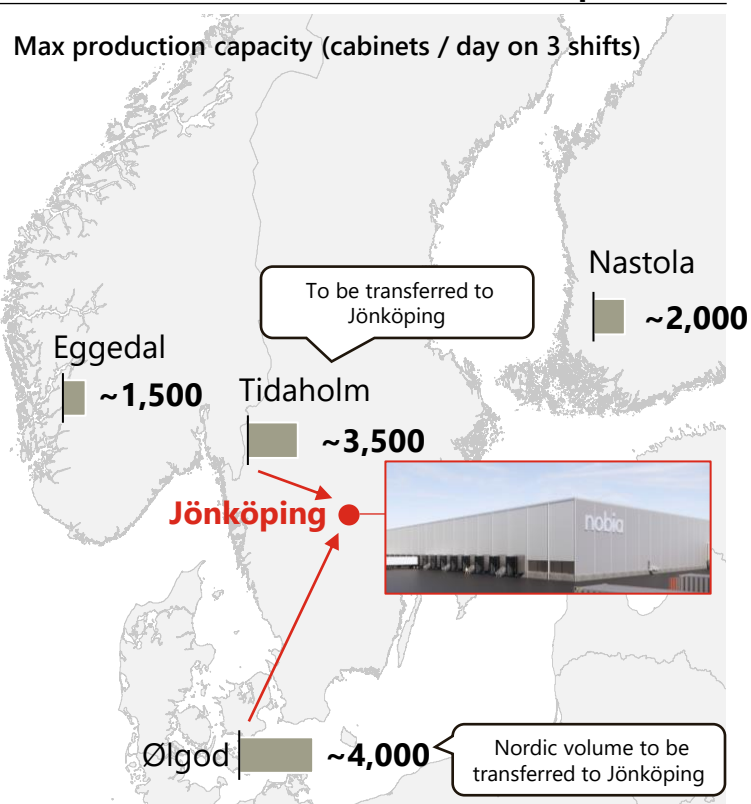 Max production capacity (cabinets / day on 3 shifts)
Nastola
~2,000
To be transferred to
Jönköping
Eggedal
~1,500
Tidaholm
~3,500
Jönköping
nobia
Ølgod
~4,000
Nordic volume to be
transferred to Jönköping